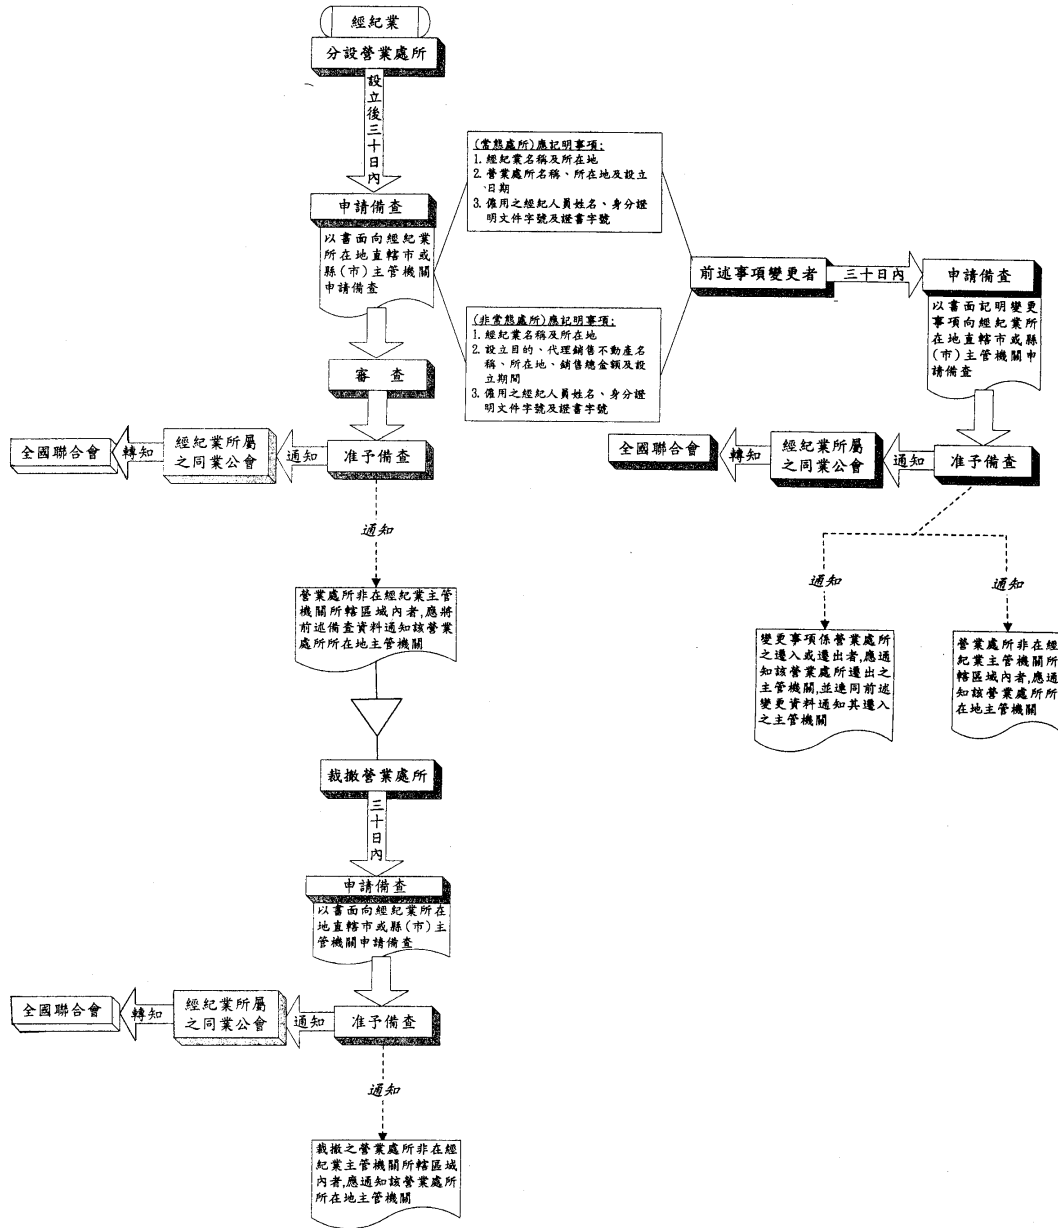 經紀業
分設營業處所
設立後三十日內
申請備查
以書面向經紀業
所在地直轄市或
縣(市)主管機關
申請備查
(常態處所)應記明事項:
1. 經紀業名稱及所在地
2. 營業處所名稱、所在地及設立
日期
3. 僱用之經紀人員姓名、身分證
明文件字號及證書字號
(非常態處所)應記明事項:
1. 經紀業名稱及所在地
2. 設立目的、代理銷售不動產名
稱、所在地、銷售總金額及設
立期間
3. 僱用之經紀人員姓名、身分證
明文件字號及證書字號
前述事項變更者
三十日內
申請備查
以書面記明變更
事項向經紀業所
在地直轄市或縣
(市)主管機關申
請備查
審 查
准予備查
通知
經紀業所屬
之同業公會
轉知
全國聯合會
准予備查
通知
經紀業所屬
之同業公會
轉知
全國聯合會
通知
營業處所非在經紀業主管
機關所轄區域內者,應將
前述備查資料通知該營業
處所所在地主管機關
通知
變更事項係營業處所
之遷入或遷出者,應通
知該營業處所遷出之
主管機關,並連同前述
變更資料通知其遷入
之主管機關
通知
營業處所非在經
紀業主管機關所
轄區域內者,應通
知該營業處所所
在地主管機關
裁撤營業處所
三十日內
申請備查
以書面向經紀業所在
地直轄市或縣(市)主
管機關申請備查
准予備查
通知
經紀業所屬
之同業公會
轉知
全國聯合會
通知
裁撤之營業處所非在經
紀業主管機關所轄區域
內者,應通知該營業處所
所在地主管機關